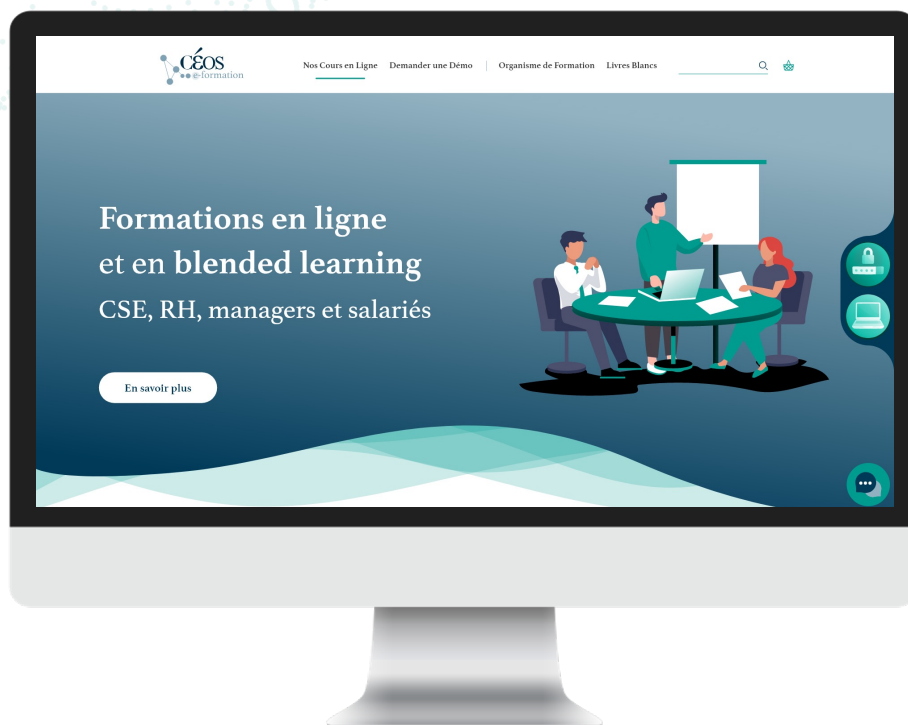 CÉOS
e-formation
Nos Cours en Ligne Demander une Démo | Organisme de Formation Livres Blancs
Formations en ligne
et en blended learning
CSE, RH, managers et salariés
En savoir plus